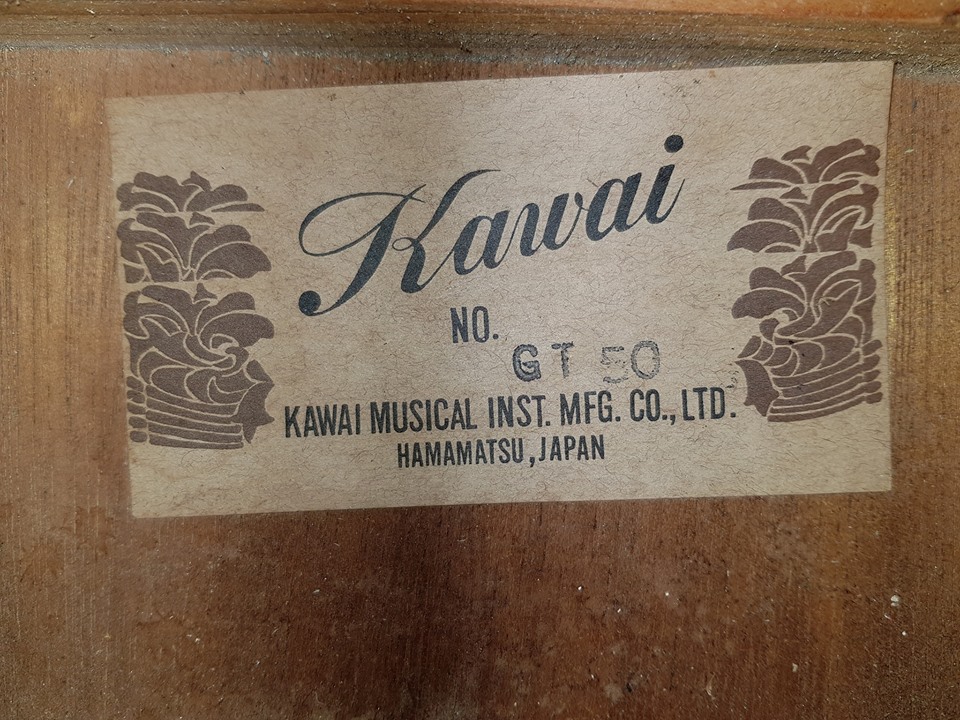 Kawai
NO.
GT 50
KAWAI MUSICAL INST. MFG. CO., LTD.
HAMAMATSU, JAPAN